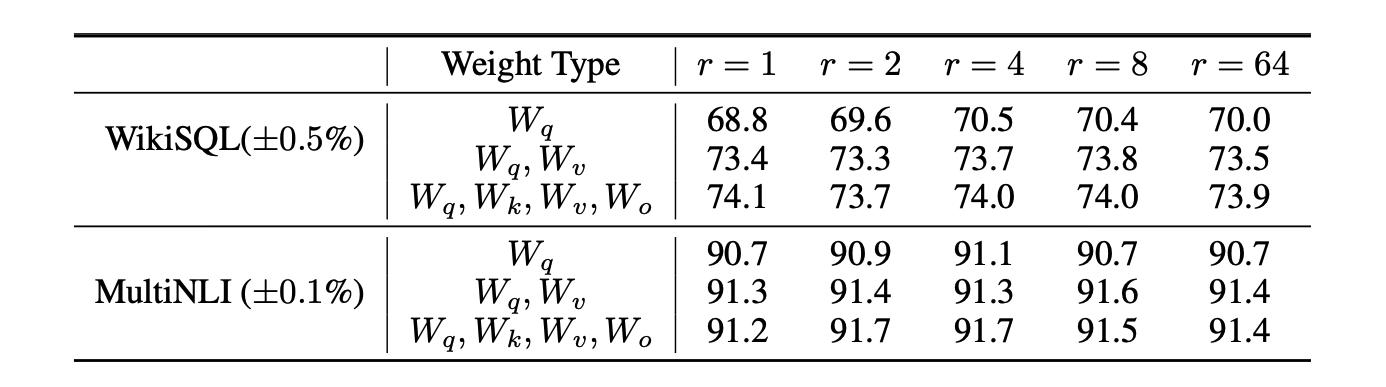 Weight Type r = 1 r = 2 r = 4 r = 8 r = 64
WikiSQL(±0.5%) W_q 68.8 69.6 70.5 70.4 70.0
W_q, W_v 73.4 73.3 73.7 73.8 73.5
W_q, W_k, W_v, W_o 74.1 73.7 74.0 74.0 73.9
MultiNLI (±0.1%) W_q 90.7 90.9 91.1 90.7 90.7
W_q, W_v 91.3 91.4 91.3 91.6 91.4
W_q, W_k, W_v, W_o 91.2 91.7 91.7 91.5 91.4